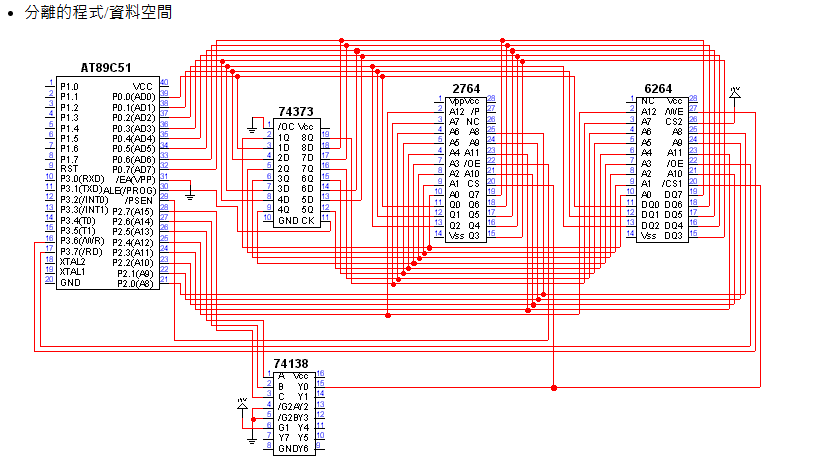 • 分離的程式/資料空間
AT89C51
1 P1.0 VCC 40
2 P1.1 P0.0(AD0) 39
3 P1.2 P0.1(AD1) 38
4 P1.3 P0.2(AD2) 37
5 P1.4 P0.3(AD3) 36
6 P1.5 P0.4(AD4) 35
7 P1.6 P0.5(AD5) 34
8 P1.7 P0.6(AD6) 33
9 RST P0.7(AD7) 32
10 P3.0(RXD) /EA(VPP) 31
11 P3.1(TXD) ALE(/PROG) 30
12 P3.2(/INT0) /PSEN 29
13 P3.3(/INT1) P2.7(A15) 28
14 P3.4(T0) P2.6(A14) 27
15 P3.5(T1) P2.5(A13) 26
16 P3.6(/WR) P2.4(A12) 25
17 P3.7(/RD) P2.3(A11) 24
18 XTAL2 P2.2(A10) 23
19 XTAL1 P2.1(A9) 22
20 GND P2.0(A8) 21
74373
1 /OC Vcc
2 1Q 8Q 19
3 1D 8D 18
4 2D 7D 17
5 2Q 7Q 16
6 3Q 6Q 15
7 3D 6D 14
8 4D 5D 13
9 4Q 5Q 12
10 GND CK 11
2764
1 Vpp Vcc 28
2 A12 /P 27
3 A7 NC 26
4 A6 A8 25
5 A5 A9 24
6 A4 A11 23
7 A3 /OE 22
8 A2 A10 21
9 A1 CS 20
10 A0 Q7 19
11 Q0 Q6 18
12 Q1 Q5 17
13 Q2 Q4 16
14 Vss Q3 15
6264
1 NC Vcc 28
2 A12 /WE 27
3 A7 CS2 26
4 A6 A8 25
5 A5 A9 24
6 A4 A11 23
7 A3 /OE 22
8 A2 A10 21
9 A1 /CS1 20
10 A0 DQ7 19
11 DQ0 DQ6 18
12 DQ1 DQ5 17
13 DQ2 DQ4 16
14 Vss DQ3 15
74138
1 A Vcc 16
2 B Y0 15
3 C Y1 14
4 /G2A Y2 13
5 /G2B Y3 12
6 G1 Y4 11
7 Y7 Y5 10
8 GND Y6 9